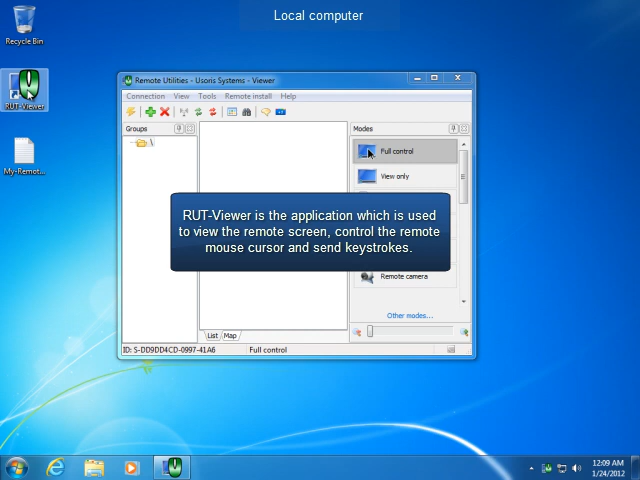 Local computer
Recycle Bin
RUT-Viewer
My-Remot...
Remote Utilities - Usoris Systems - Viewer
Connection View Tools Remote install Help
Groups
Modes
\
Full control
View only
RUT-Viewer is the application which is used
to view the remote screen, control the remote
mouse cursor and send keystrokes.
Remote camera
Other modes...
List Map
ID: S-DD9DD4CD-0997-41A6 Full control
12:09 AM
1/24/2012